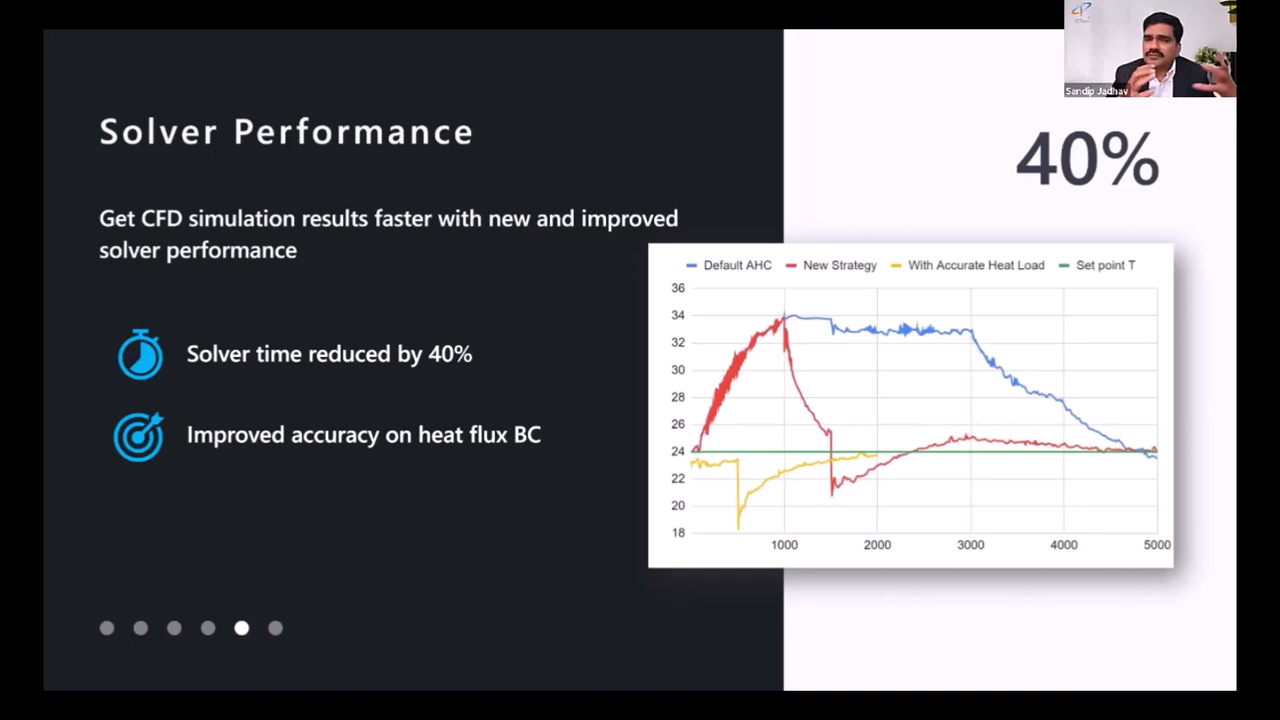 Sandip Jadhav
Solver Performance
40%
Get CFD simulation results faster with new and improved
solver performance
Solver time reduced by 40%
Improved accuracy on heat flux BC
Default AHC New Strategy With Accurate Heat Load Set point T
36
34
32
30
28
26
24
22
20
18
1000 2000 3000 4000 5000